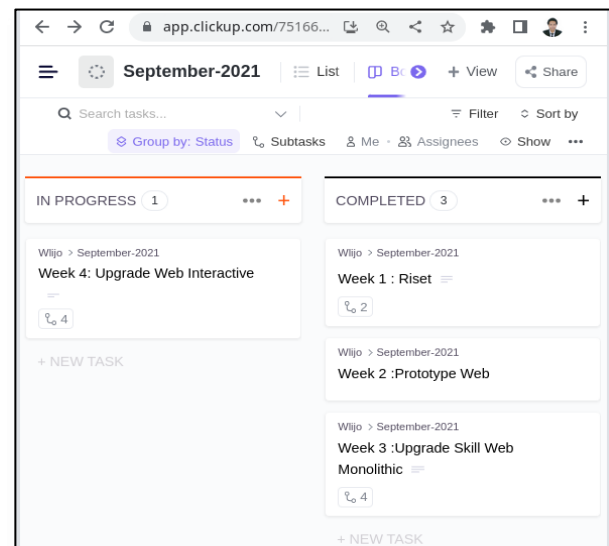 app.clickup.com/75166...
September-2021
List
Bo
+ View
Share
Search tasks...
Filter
Sort by
Group by: Status
Subtasks
Me
Assignees
Show
IN PROGRESS 1
Wlijo > September-2021
Week 4: Upgrade Web Interactive
4
+ NEW TASK
COMPLETED 3
Wlijo > September-2021
Week 1 : Riset
2
Wlijo > September-2021
Week 2 :Prototype Web
Wlijo > September-2021
Week 3 :Upgrade Skill Web
Monolithic
4
+ NEW TASK